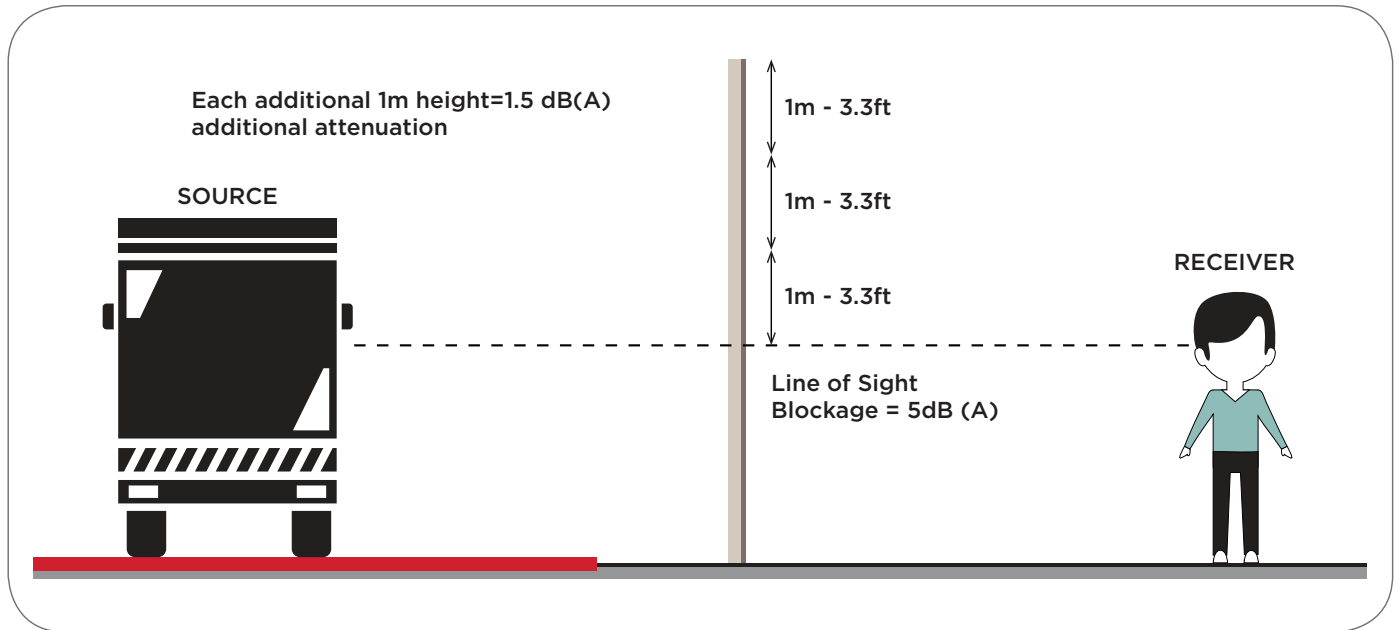 Each additional 1m height=1.5 dB(A)
additional attenuation
SOURCE
1m - 3.3ft
1m - 3.3ft
1m - 3.3ft
RECEIVER
Line of Sight
Blockage = 5dB (A)